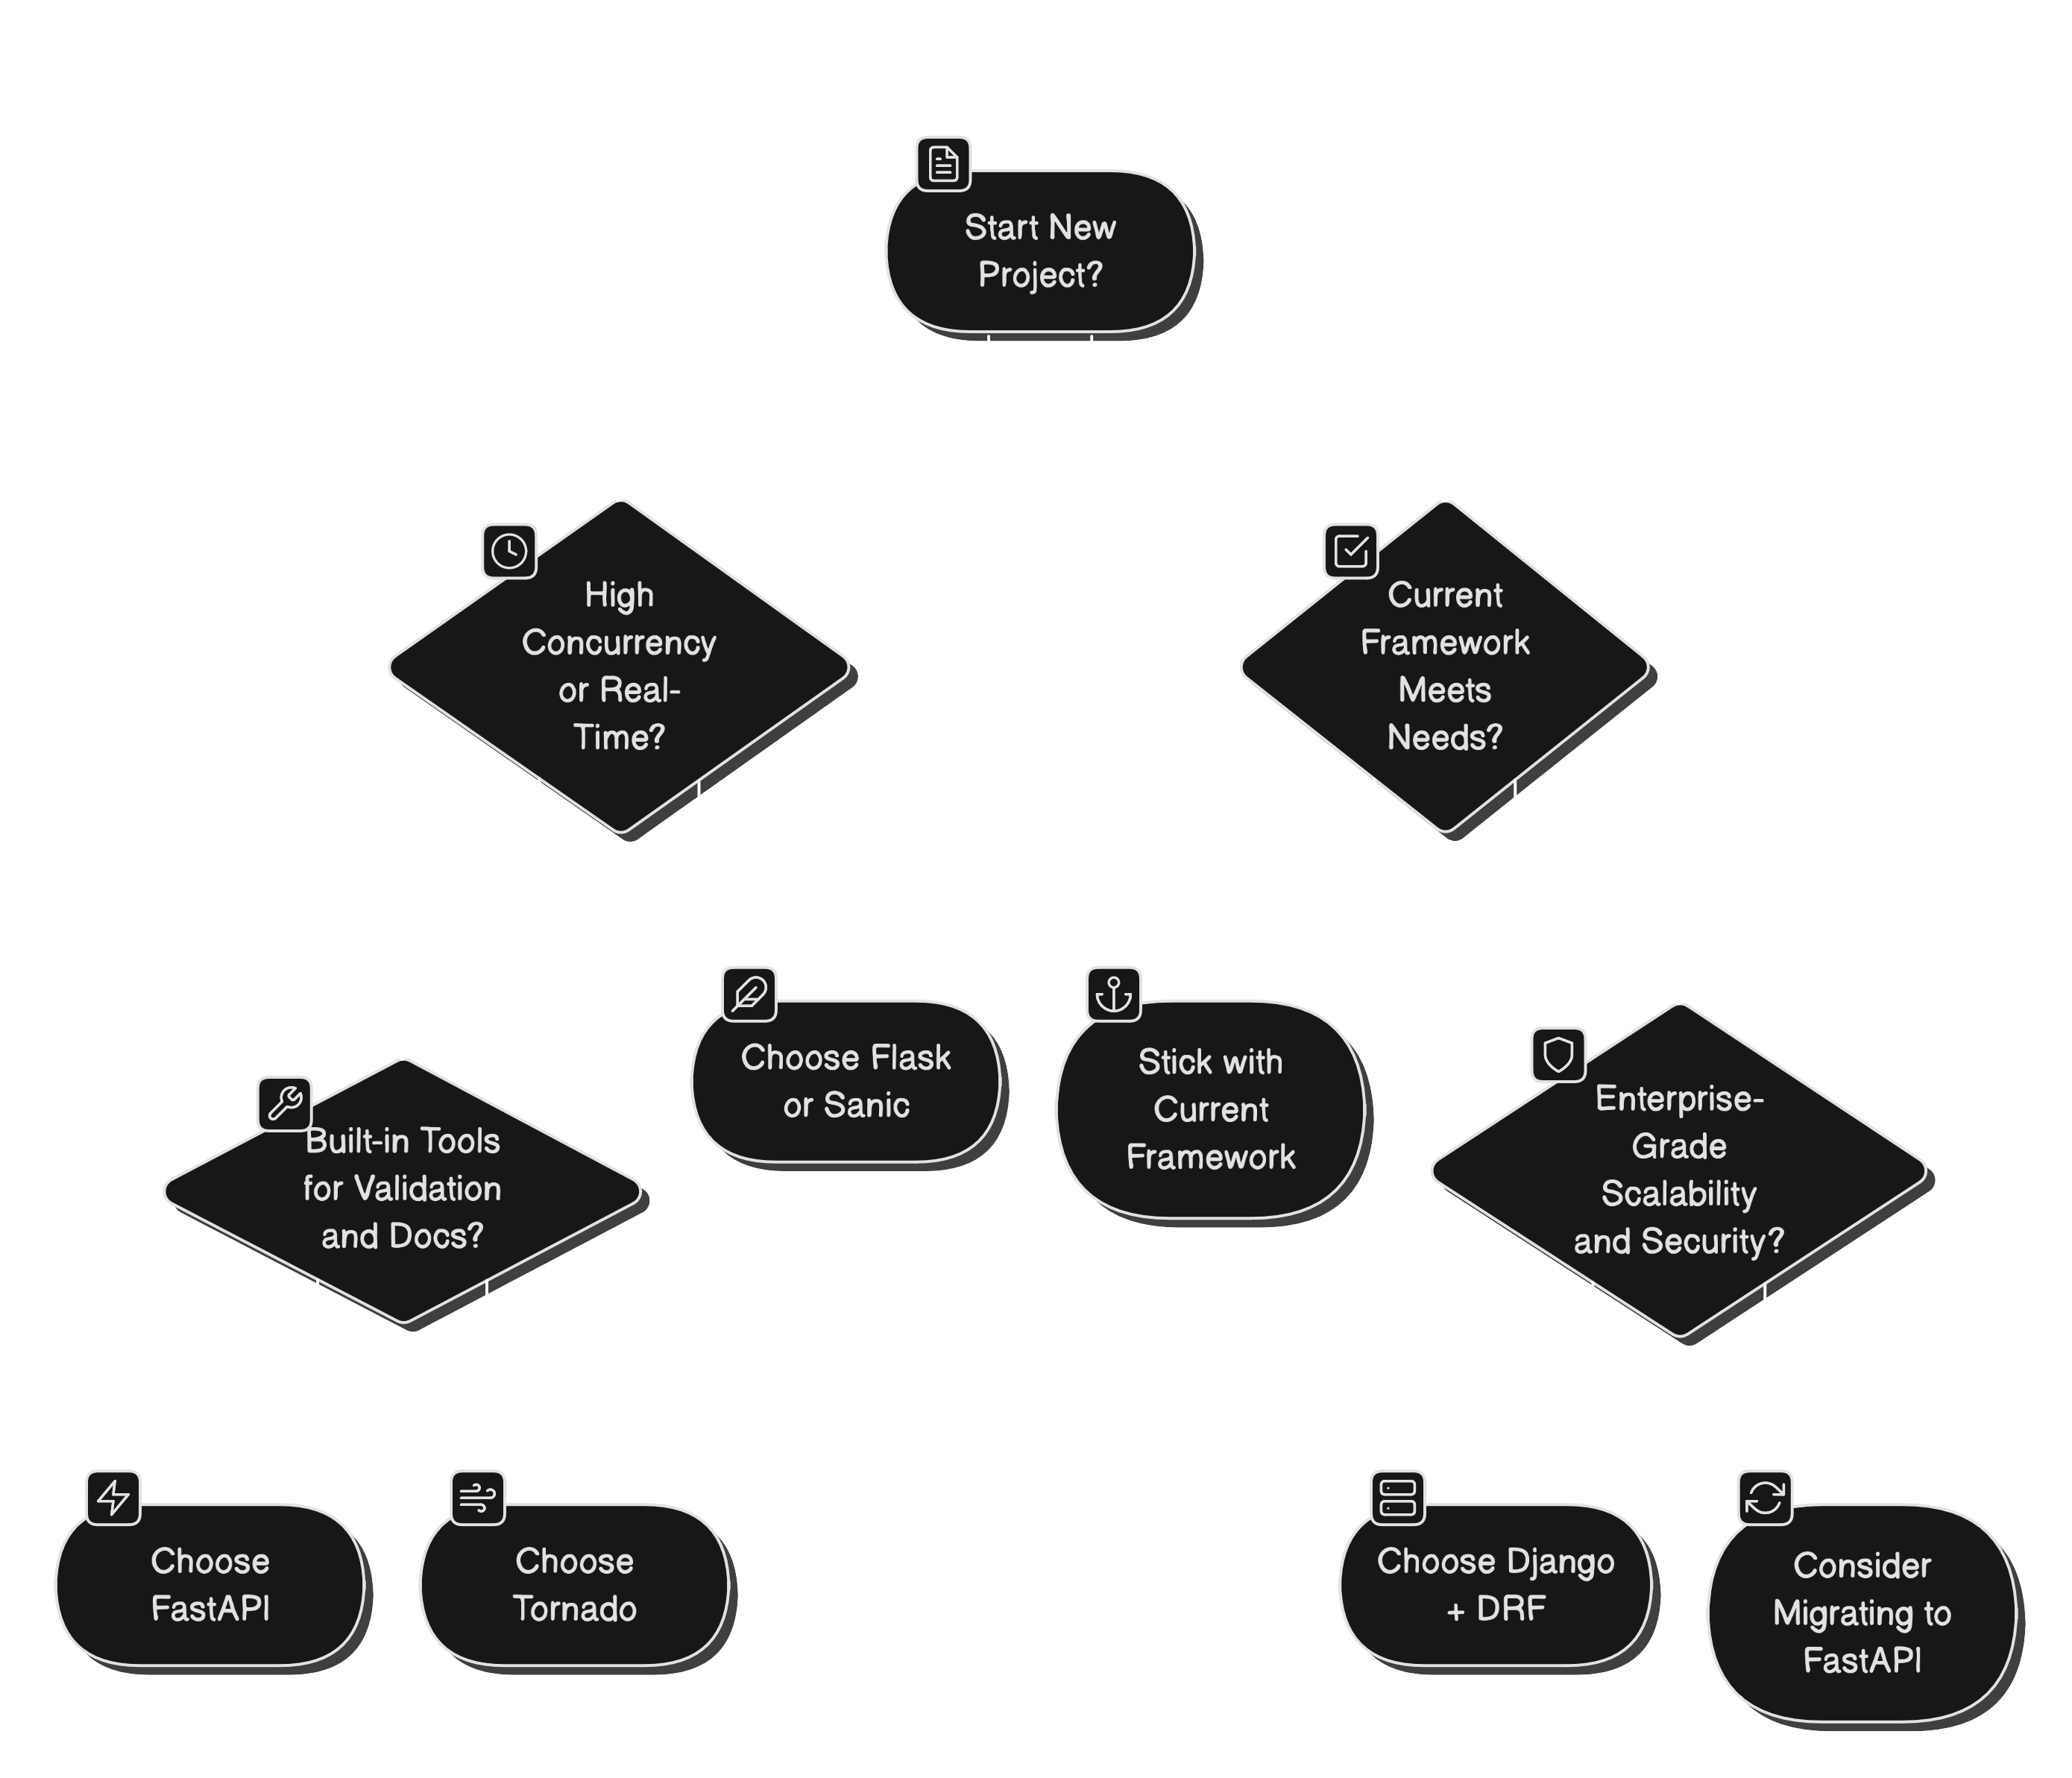 Start New
Project?
High
Concurrency
or Real-
Time?
Current
Framework
Meets
Needs?
Built-in Tools
for Validation
and Docs?
Choose Flask
or Sanic
Stick with
Current
Framework
Enterprise-
Grade
Scalability
and Security?
Choose
FastAPI
Choose
Tornado
Choose Django
+ DRF
Consider
Migrating to
FastAPI